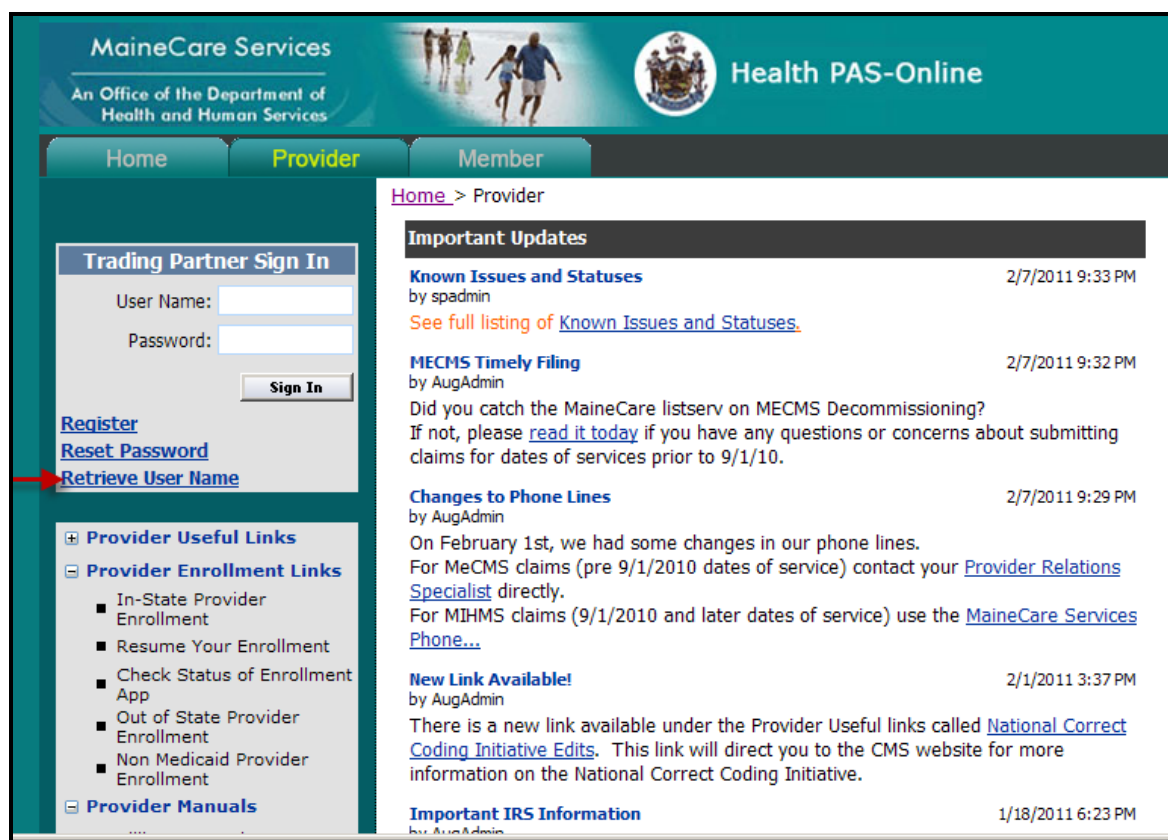 MaineCare Services
An Office of the Department of
Health and Human Services
Health PAS-Online
Home
Provider
Member
Home > Provider
Trading Partner Sign In
User Name:
Password:
Sign In
Register
Reset Password
Retrieve User Name
Provider Useful Links
Provider Enrollment Links
In-State Provider
Enrollment
Resume Your Enrollment
Check Status of Enrollment
App
Out of State Provider
Enrollment
Non Medicaid Provider
Enrollment
Provider Manuals
Important Updates
Known Issues and Statuses 2/7/2011 9:33 PM
by spadmin
See full listing of Known Issues and Statuses.
MECMS Timely Filing 2/7/2011 9:32 PM
by AugAdmin
Did you catch the MaineCare listserv on MECMS Decommissioning?
If not, please read it today if you have any questions or concerns about submitting
claims for dates of services prior to 9/1/10.
Changes to Phone Lines 2/7/2011 9:29 PM
by AugAdmin
On February 1st, we had some changes in our phone lines.
For MeCMS claims (pre 9/1/2010 dates of service) contact your Provider Relations
Specialist directly.
For MIHMS claims (9/1/2010 and later dates of service) use the MaineCare Services
Phone...
New Link Available! 2/1/2011 3:37 PM
by AugAdmin
There is a new link available under the Provider Useful links called National Correct
Coding Initiative Edits. This link will direct you to the CMS website for more
information on the National Correct Coding Initiative.
Important IRS Information 1/18/2011 6:23 PM
by AugAdmin